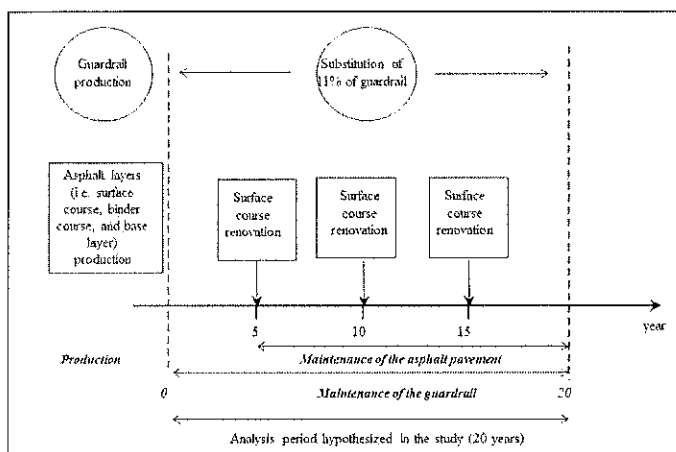 Guardrail
production
Substitution of
11% of guardrail
Asphalt layers
(i.e. surface
course, binder
course, and base
layer)
production
Surface
course
renovation
Surface
course
renovation
Surface
course
renovation
5
10
15
year
Production
Maintenance of the asphalt pavement
0
Maintenance of the guardrail
20
Analysis period hypothesized in the study (20 years)